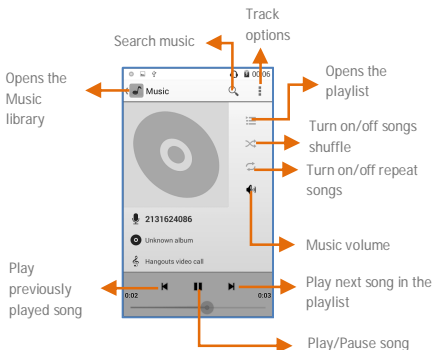 Track
options
Search music
Opens the
Music
library
00:06
Music
Opens the
playlist
Turn on/off songs
shuffle
Turn on/off repeat
songs
Music volume
2131624086
Unknown album
Hangouts video call
Play
previously
played song
0:02
0:03
Play next song in the
playlist
Play/Pause song